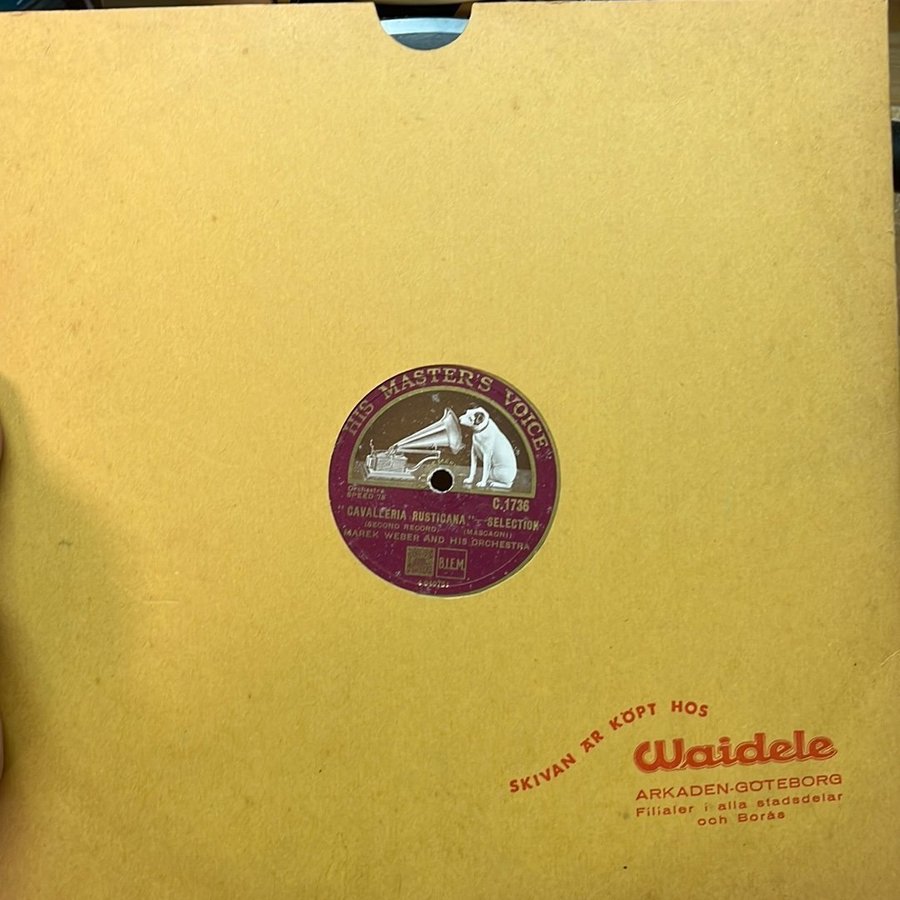 "HIS MASTER'S VOICE"
Orchestra
SPEED 78
C.1736
"CAVALLERIA RUSTICANA"—SELECTION
(SECOND RECORD) (MASCAGNI)
MAREK WEBER AND HIS ORCHESTRA
B.I.E.M.
SKIVAN ÄR KÖPT HOS
Waidele
ARKADEN-GÖTEBORG
Filialer i alla stadsdelar
och Borås